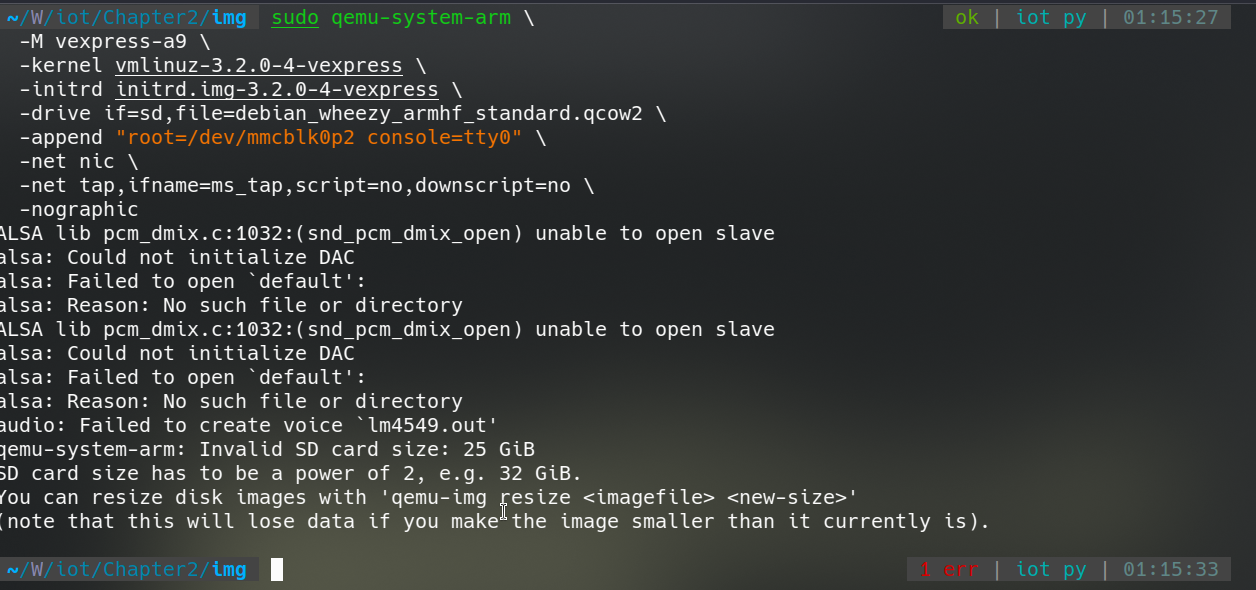 ~/W/iot/Chapter2/img sudo qemu-system-arm \ ok | iot py | 01:15:27
-M vexpress-a9 \
-kernel vmlinuz-3.2.0-4-vexpress \
-initrd initrd.img-3.2.0-4-vexpress \
-drive if=sd,file=debian_wheezy_armhf_standard.qcow2 \
-append "root=/dev/mmcblk0p2 console=tty0" \
-net nic \
-net tap,ifname=ms_tap,script=no,downscript=no \
-nographic
ALSA lib pcm_dmix.c:1032:(snd_pcm_dmix_open) unable to open slave
alsa: Could not initialize DAC
alsa: Failed to open `default':
alsa: Reason: No such file or directory
ALSA lib pcm_dmix.c:1032:(snd_pcm_dmix_open) unable to open slave
alsa: Could not initialize DAC
alsa: Failed to open `default':
alsa: Reason: No such file or directory
audio: Failed to create voice `lm4549.out'
qemu-system-arm: Invalid SD card size: 25 GiB
SD card size has to be a power of 2, e.g. 32 GiB.
You can resize disk images with 'qemu-img resize <imagefile> <new-size>'
(note that this will lose data if you make the image smaller than it currently is).
~/W/iot/Chapter2/img 1 err | iot py | 01:15:33